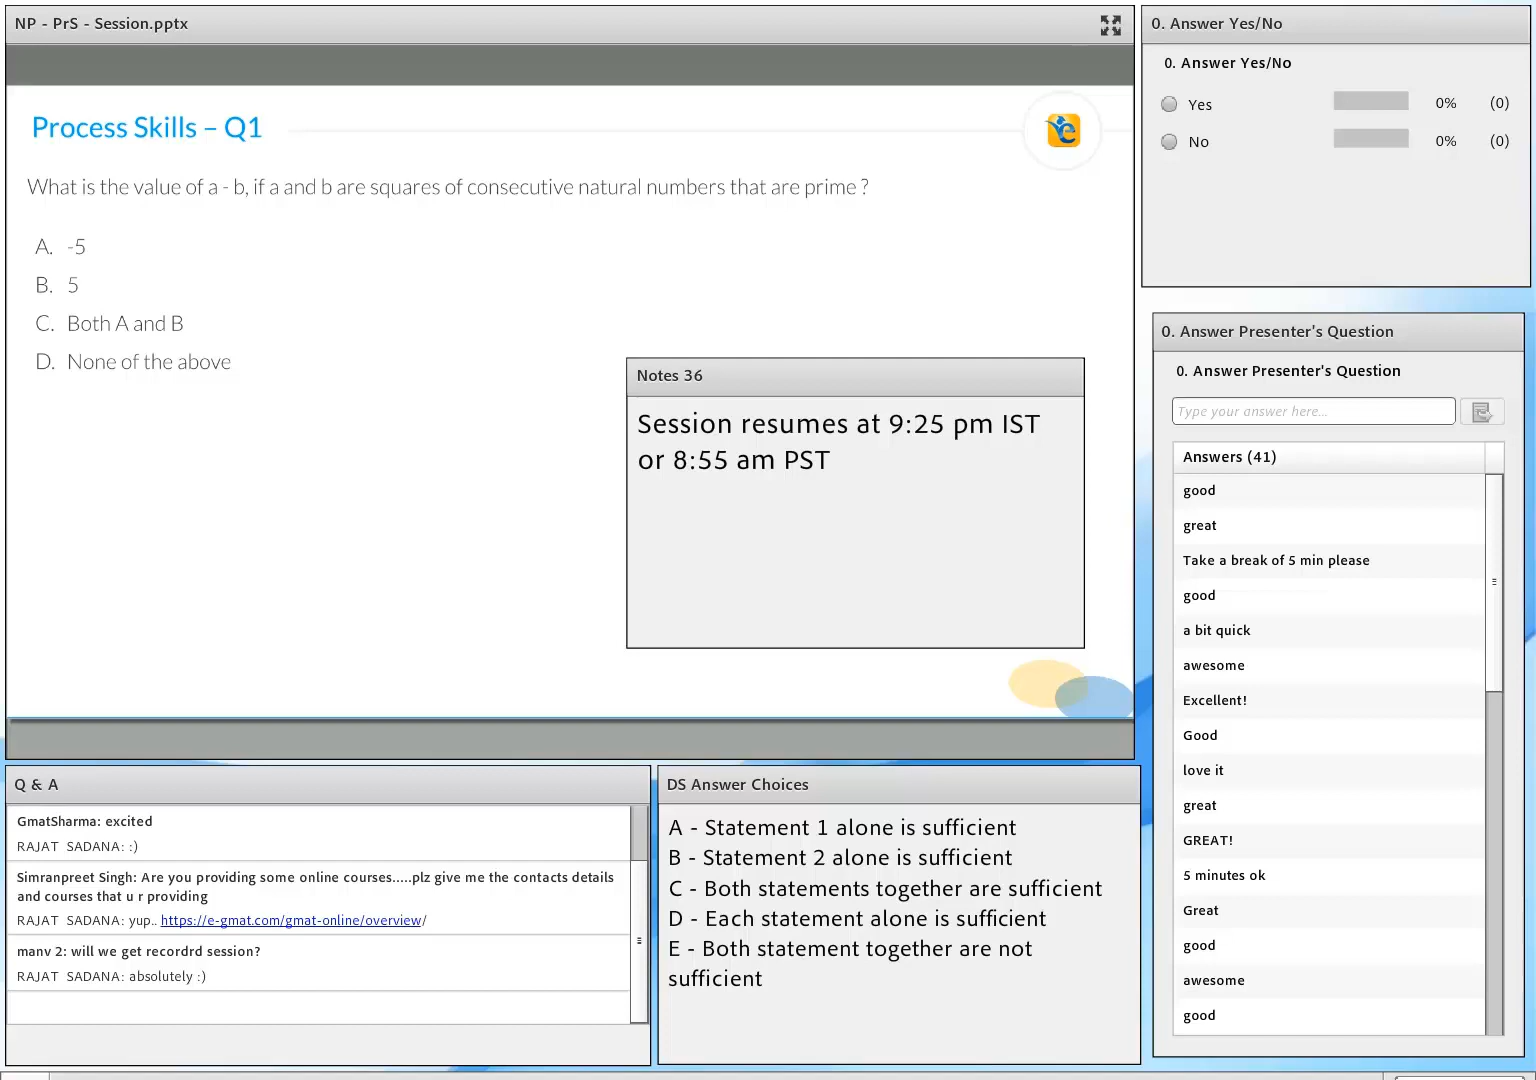 NP - PrS - Session.pptx
Process Skills – Q1
What is the value of a - b, if a and b are squares of consecutive natural numbers that are prime ?
A. -5
B. 5
C. Both A and B
D. None of the above
Notes 36
Session resumes at 9:25 pm IST
or 8:55 am PST
0. Answer Yes/No
0. Answer Yes/No
Yes 0% (0)
No 0% (0)
0. Answer Presenter's Question
0. Answer Presenter's Question
Type your answer here...
Answers (41)
good
great
Take a break of 5 min please
good
a bit quick
awesome
Excellent!
Good
love it
great
GREAT!
5 minutes ok
Great
good
awesome
good
Q & A
GmatSharma: excited
RAJAT SADANA: :)
Simranpreet Singh: Are you providing some online courses.....plz give me the contacts details
and courses that u r providing
RAJAT SADANA: yup.. https://e-gmat.com/gmat-online/overview/
manv 2: will we get recordrd session?
RAJAT SADANA: absolutely :)
DS Answer Choices
A - Statement 1 alone is sufficient
B - Statement 2 alone is sufficient
C - Both statements together are sufficient
D - Each statement alone is sufficient
E - Both statement together are not
sufficient